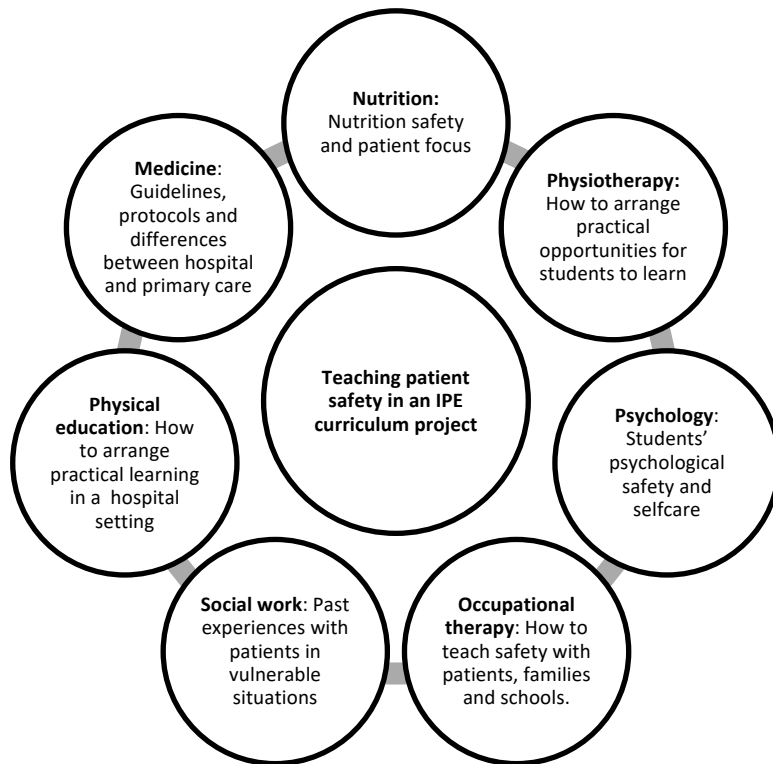 Nutrition:
Nutrition safety
and patient focus
Physiotherapy:
How to arrange
practical
opportunities for
students to learn
Psychology:
Students’
psychological
safety and
selfcare
Occupational
therapy: How to
teach safety with
patients, families
and schools.
Social work: Past
experiences with
patients in
vulnerable
situations
Physical
education: How
to arrange
practical learning
in a  hospital
setting
Medicine:
Guidelines,
protocols and
differences
between hospital
and primary care
Teaching patient
safety in an IPE
curriculum project